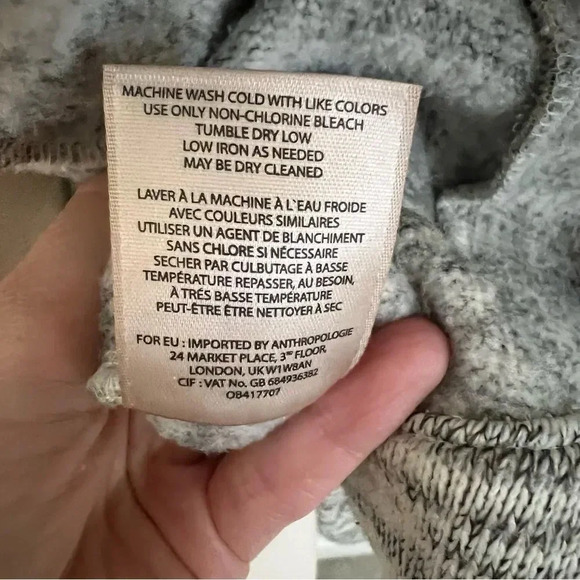 MACHINE WASH COLD WITH LIKE COLORS
USE ONLY NON-CHLORINE BLEACH
TUMBLE DRY LOW
LOW IRON AS NEEDED
MAY BE DRY CLEANED
LAVER À LA MACHINE À L'EAU FROIDE
AVEC COULEURS SIMILAIRES
UTILISER UN AGENT DE BLANCHIMENT
SANS CHLORE SI NÉCESSAIRE
SECHER PAR CULBUTAGE À BASSE
TEMPÉRATURE REPASSER, AU BESOIN,
À TRÉS BASSE TEMPÉRATURE
PEUT-ÊTRE ÊTRE NETTOYER À SEC
FOR EU : IMPORTED BY ANTHROPOLOGIE
24 MARKET PLACE, 3RD FLOOR,
LONDON, UK W1W8AN
CIF : VAT No. GB 684936382
OB417707